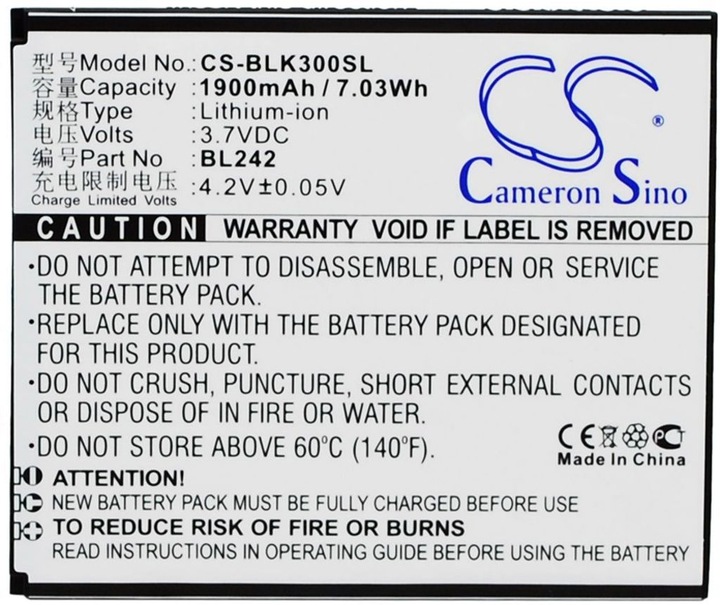 型号Model No.:CS-BLK300SL
容量Capacity :1900mAh / 7.03Wh
规格Type :Lithium-ion
电压Volts :3.7VDC
编号Part No :BL242
充电限制电压:4.2V±0.05V
Charge Limited Volts
CS ®
Cameron Sino
CAUTION WARRANTY VOID IF LABEL IS REMOVED
·DO NOT ATTEMPT TO DISASSEMBLE, OPEN OR SERVICE
THE BATTERY PACK.
·REPLACE ONLY WITH THE BATTERY PACK DESIGNATED
FOR THIS PRODUCT.
·DO NOT CRUSH, PUNCTURE, SHORT EXTERNAL CONTACTS
OR DISPOSE OF IN FIRE OR WATER.
·DO NOT STORE ABOVE 60°C (140°F).
CE PCT
Made In China
ATTENTION!
C NEW BATTERY PACK MUST BE FULLY CHARGED BEFORE USE
+ TO REDUCE RISK OF FIRE OR BURNS
READ INSTRUCTION IN OPERATING GUIDE BEFORE USING THE BATTERY